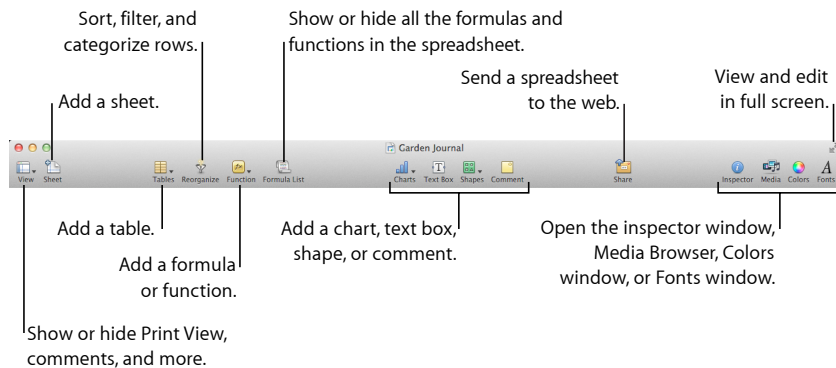 Sort, filter, and
categorize rows.
Show or hide all the formulas and
functions in the spreadsheet.
Send a spreadsheet
to the web.
View and edit
in full screen.
Add a sheet.
Garden Journal
View Sheet Tables Reorganize Function Formula List Charts Text Box Shapes Comment Share Inspector Media Colors Fonts
Add a table.
Add a formula
or function.
Add a chart, text box,
shape, or comment.
Open the inspector window,
Media Browser, Colors
window, or Fonts window.
Show or hide Print View,
comments, and more.